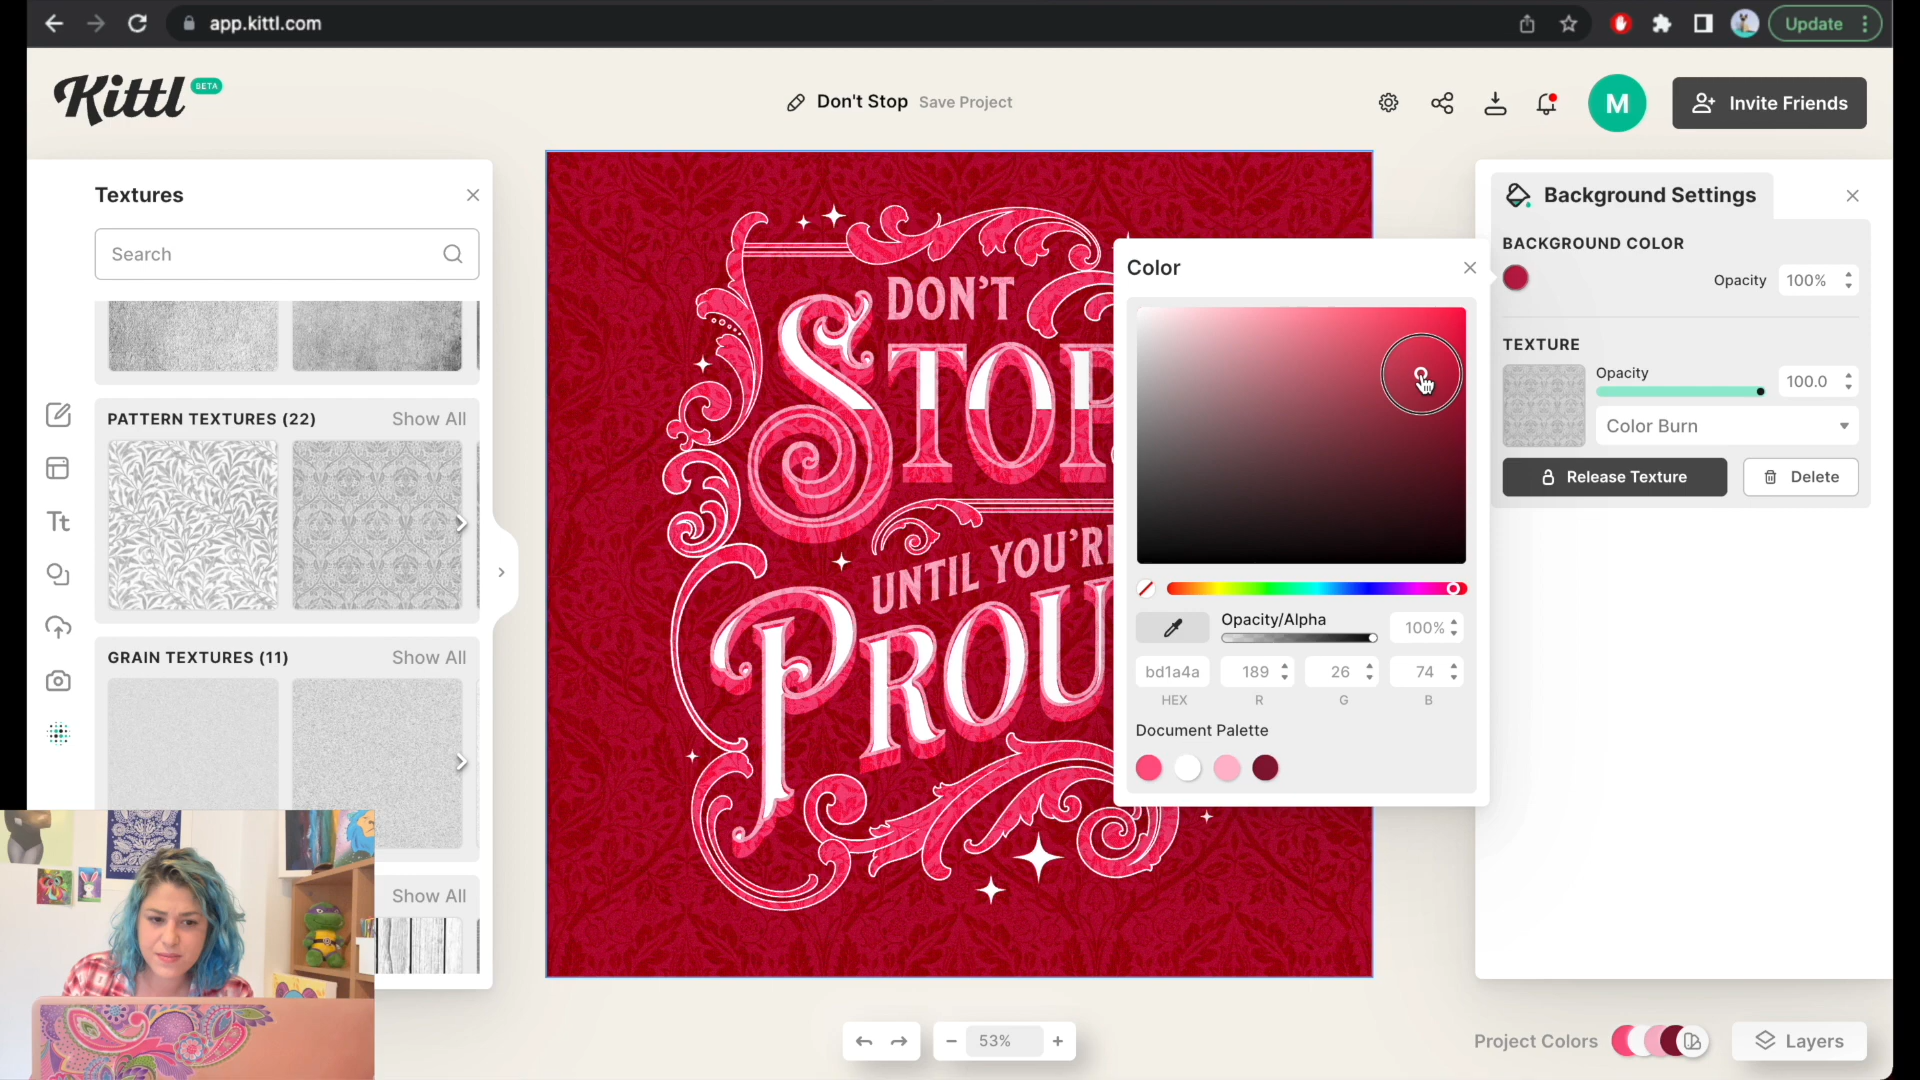 app.kittl.com
Update
Kittl
BETA
Don't Stop Save Project
M
Invite Friends
Textures
Search
PATTERN TEXTURES (22)
Show All
GRAIN TEXTURES (11)
Show All
Show All
Tt
DON'T
STOP
UNTIL YOU'RE
PROU
Color
Opacity/Alpha
100%
bd1a4a
189
26
74
HEX
R
G
B
Document Palette
Background Settings
BACKGROUND COLOR
Opacity
100%
TEXTURE
Opacity
100.0
Color Burn
Release Texture
Delete
53%
Project Colors
Layers